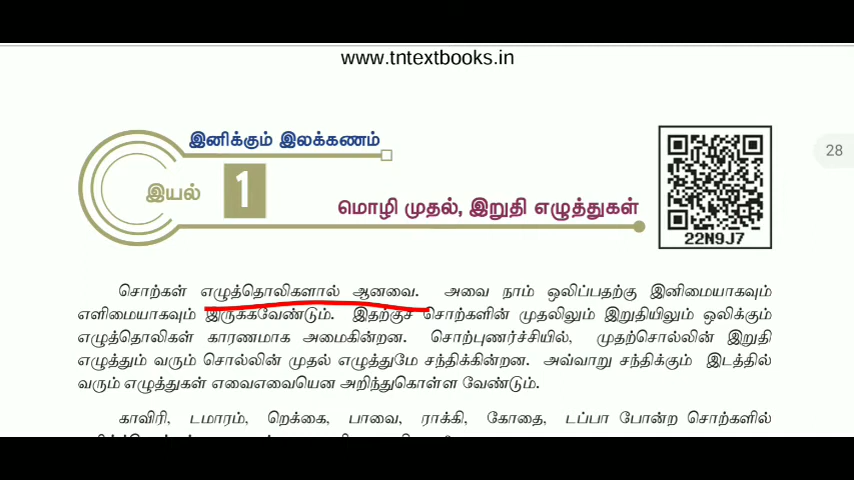 www.tntextbooks.in
இனிக்கும் இலக்கணம்
28
இயல் 1
மொழி முதல், இறுதி எழுத்துகள்
22N9J7
சொற்கள் எழுத்தொலிகளால் ஆனவை. அவை நாம் ஒலிப்பதற்கு இனிமையாகவும்
எளிமையாகவும் இருக்கவேண்டும். இதற்குச் சொற்களின் முதலிலும் இறுதியிலும் ஒலிக்கும்
எழுத்தொலிகள் காரணமாக அமைகின்றன. சொற்புணர்ச்சியில், முதற்சொல்லின் இறுதி
எழுத்தும் வரும் சொல்லின் முதல் எழுத்துமே சந்திக்கின்றன. அவ்வாறு சந்திக்கும் இடத்தில்
வரும் எழுத்துகள் எவைஎவையென அறிந்துகொள்ள வேண்டும்.
காவிரி, டமாரம், றெக்கை, பாவை, ராக்கி, கோதை, டப்பா போன்ற சொற்களில்